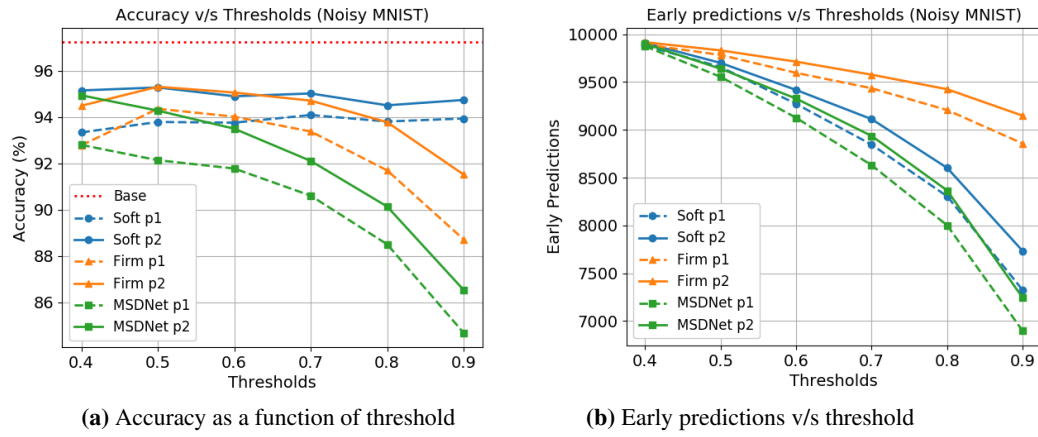 Accuracy v/s Thresholds (Noisy MNIST)
Accuracy (%)
96
94
92
90
88
86
Base
Soft p1
Soft p2
Firm p1
Firm p2
MSDNet p1
MSDNet p2
0.4 0.5 0.6 0.7 0.8 0.9
Thresholds
(a) Accuracy as a function of threshold
Early predictions v/s Thresholds (Noisy MNIST)
Early Predictions
10000
9500
9000
8500
8000
7500
7000
Soft p1
Soft p2
Firm p1
Firm p2
MSDNet p1
MSDNet p2
0.4 0.5 0.6 0.7 0.8 0.9
Thresholds
(b) Early predictions v/s threshold